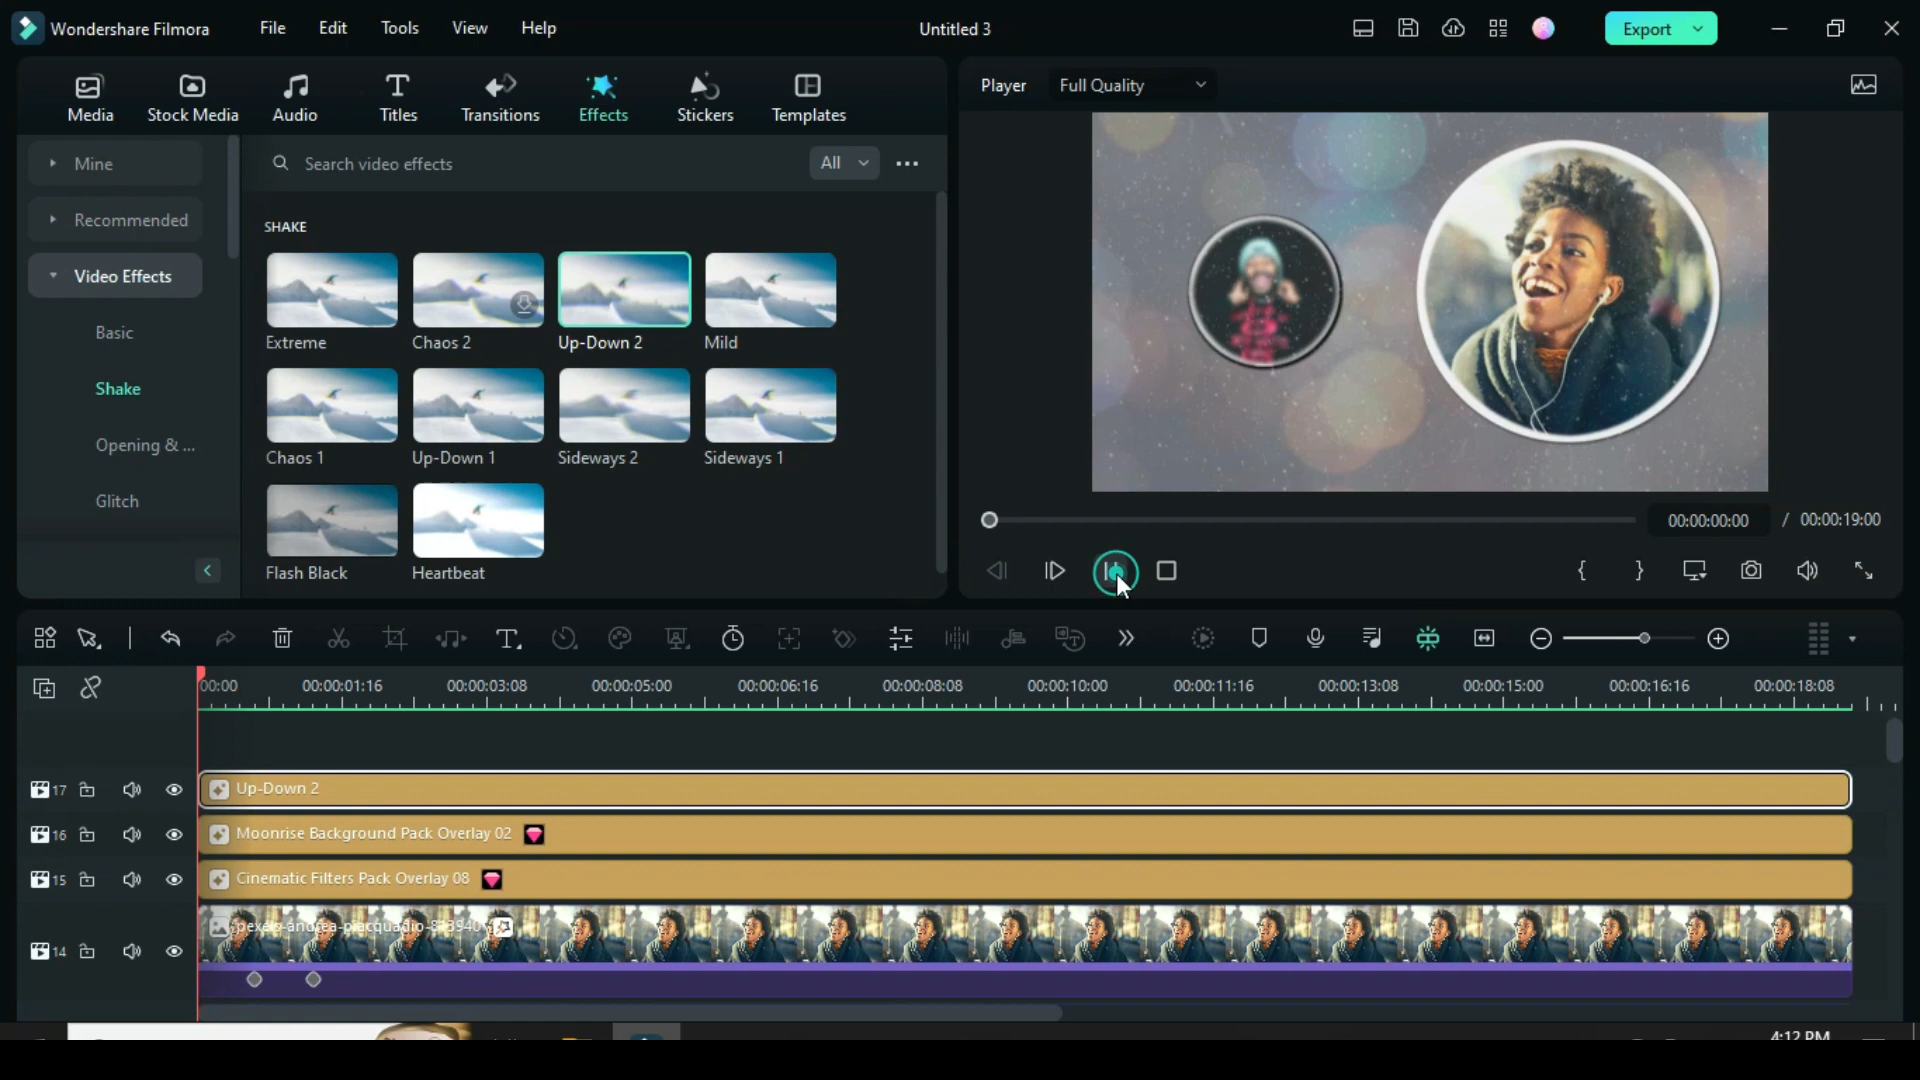 Wondershare Filmora
File
Edit
Tools
View
Help
Untitled 3
Export
Media
Stock Media
Audio
Titles
Transitions
Effects
Stickers
Templates
Player
Full Quality
Mine
Recommended
Video Effects
Basic
Shake
Opening & ...
Glitch
Search video effects
All
SHAKE
Extreme
Chaos 2
Up-Down 2
Mild
Chaos 1
Up-Down 1
Sideways 2
Sideways 1
Flash Black
Heartbeat
00:00:00:00 / 00:00:19:00
00:00
00:00:01:16
00:00:03:08
00:00:05:00
00:00:06:16
00:00:08:08
00:00:10:00
00:00:11:16
00:00:13:08
00:00:15:00
00:00:16:16
00:00:18:08
17
Up-Down 2
16
Moonrise Background Pack Overlay 02
15
Cinematic Filters Pack Overlay 08
pexels-andrea-piacquadio-813940
14
4:12 PM